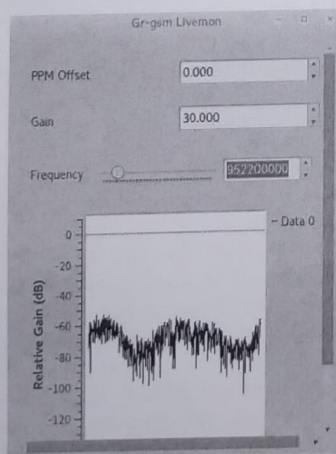 Gr-gsm Livemon
PPM Offset
0.000
Gain
30.000
Frequency
952200000
Data 0
0
-20
-40
-60
-80
-100
-120
Relative Gain (dB)